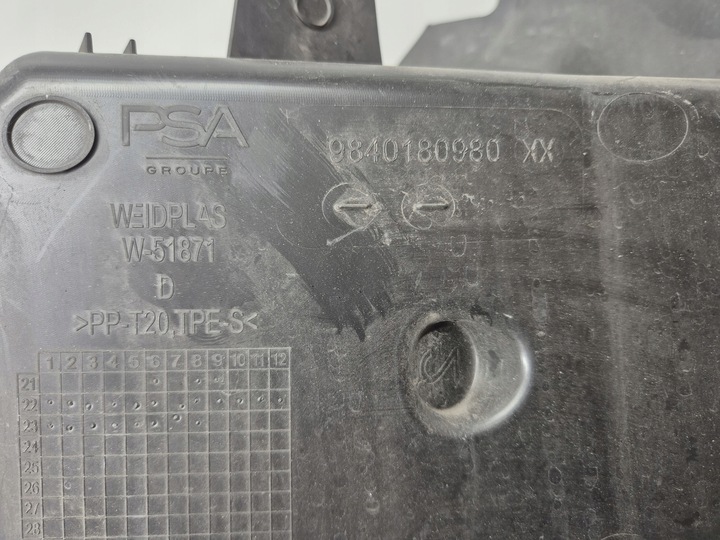 PSA
GROUPE
9840180980 XX
WEIDPLAS
W-51871
D
>PP-T20,TPE-S<
1 2 3 4 5 6 7 8 9 10 11 12
21
22
23
24
25
26
27
28